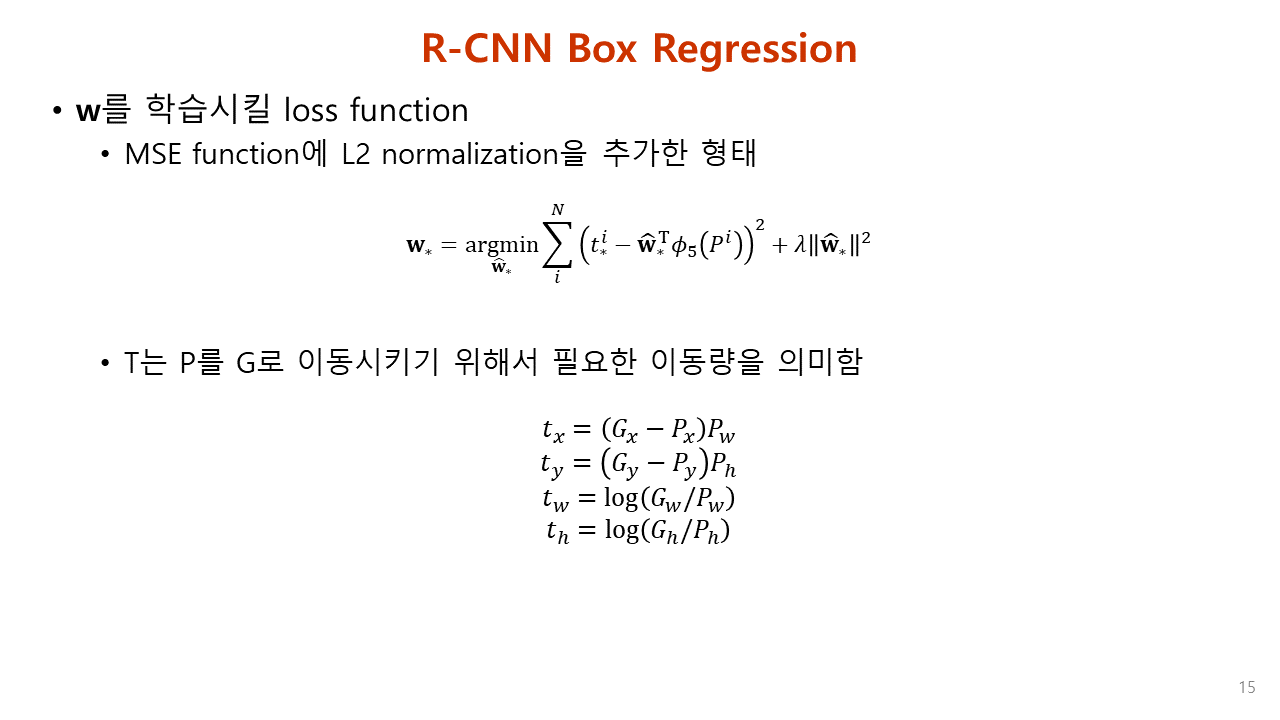 R-CNN Box Regression
• w를 학습시킬 loss function
• MSE function에 L2 normalization을 추가한 형태
$\mathbf{w}_* = \underset{\hat{\mathbf{w}}_*}{\operatorname{argmin}} \sum_{i}^{N} \left( t_*^i - \hat{\mathbf{w}}_*^{\mathrm{T}} \phi_5 \left( P^i \right) \right)^2 + \lambda \| \hat{\mathbf{w}}_* \|^2$
• T는 P를 G로 이동시키기 위해서 필요한 이동량을 의미함
$t_x = (G_x - P_x)P_w$
$t_y = (G_y - P_y)P_h$
$t_w = \log(G_w/P_w)$
$t_h = \log(G_h/P_h)$
15